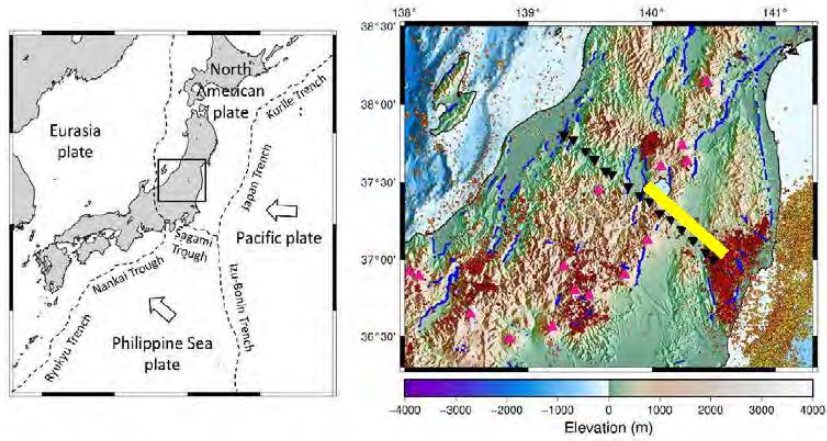 North
American
plate
Kurile Trench
Eurasia
plate
Japan Trench
Pacific plate
Sagami
Trough
Nankai Trough
Izu-Bonin Trench
Ryukyu Trench
Philippine Sea
plate
138° 139° 140° 141°
38°30'
38°00'
37°30'
37°00'
36°30'
−4000 −3000 −2000 −1000 0 1000 2000 3000 4000
Elevation (m)